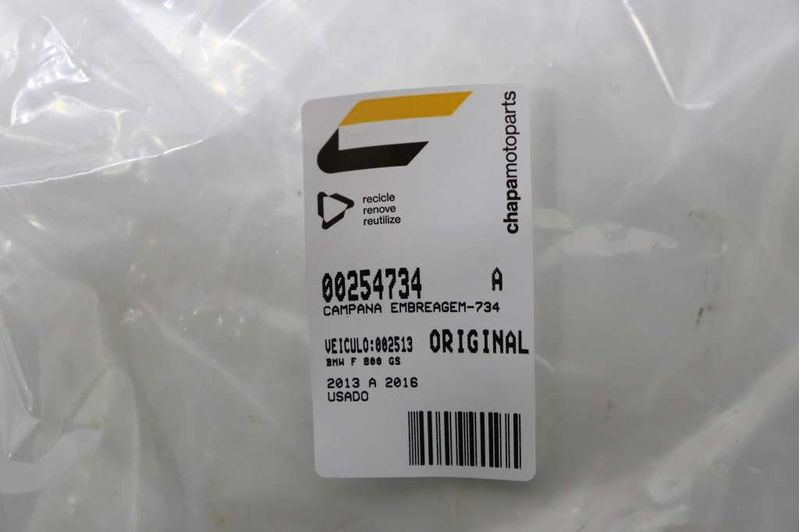 chapamotoparts
recicle
renove
reutilize
00254734 A
CAMPANA EMBREAGEM-734
VEICULO:002513 ORIGINAL
BMW F 800 GS
2013 A 2016
USADO